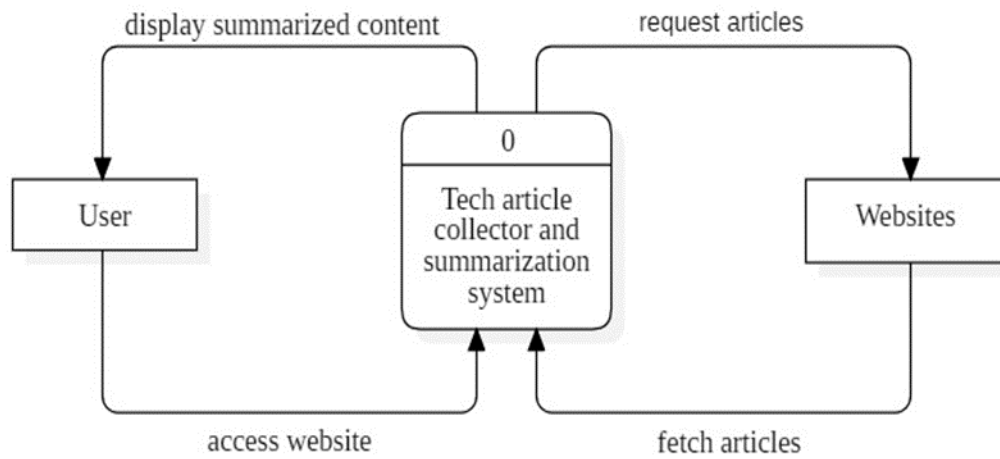 display summarized content
request articles
0
Tech article
collector and
summarization
system
User
Websites
access website
fetch articles